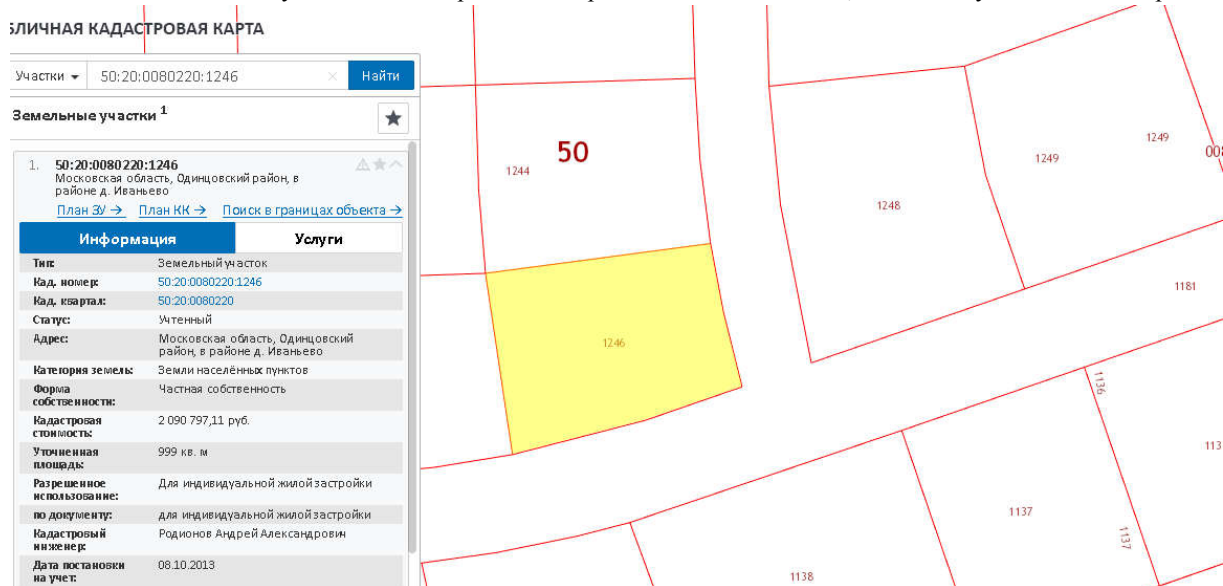 БЛИЧНАЯ КАДАСТРОВАЯ КАРТА
Участки 50:20:0080220:1246 × Найти
Земельные участки 1
1. 50:20:0080220:1246
Московская область, Одинцовский район, в
районе д. Иваньево
План ЗУ → План КК → Поиск в границах объекта →
Информация Услуги
Тип: Земельный участок
Кад. номер: 50:20:0080220:1246
Кад. квартал: 50:20:0080220
Статус: Учтенный
Адрес: Московская область, Одинцовский
район, в районе д. Иваньево
Категория земель: Земли населённых пунктов
Форма
собственности: Частная собственность
Кадастровая
стоимость: 2 090 797,11 руб.
Уточненная
площадь: 999 кв. м
Разрешенное
использование: Для индивидуальной жилой застройки
по документу: для индивидуальной жилой застройки
Кадастровый
инженер: Родионов Андрей Александрович
Дата постановки
на учет: 08.10.2013
50
1244
1249
1249
008
1248
1181
1246
1136
113
1137
1137
1138